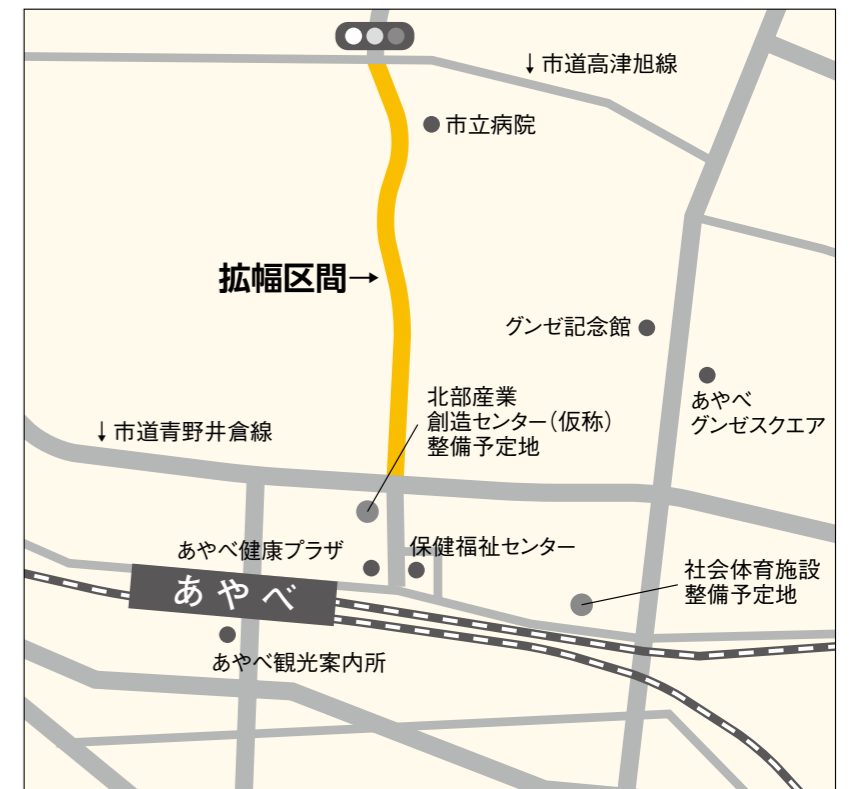 ↓市道高津旭線
市立病院
拡幅区間→
グンゼ記念館
あやべ
グンゼスクエア
北部産業
創造センター（仮称）
整備予定地
↓市道青野井倉線
あやべ健康プラザ
保健福祉センター
社会体育施設
整備予定地
あやべ
あやべ観光案内所